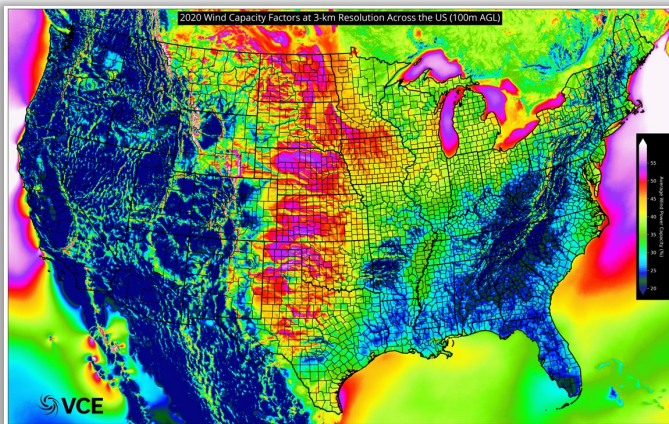 2020 Wind Capacity Factors at 3-km Resolution Across the US (100m AGL)
55
50
45
40
35
30
25
20
Average Wind Power Capacity (%)
VCE